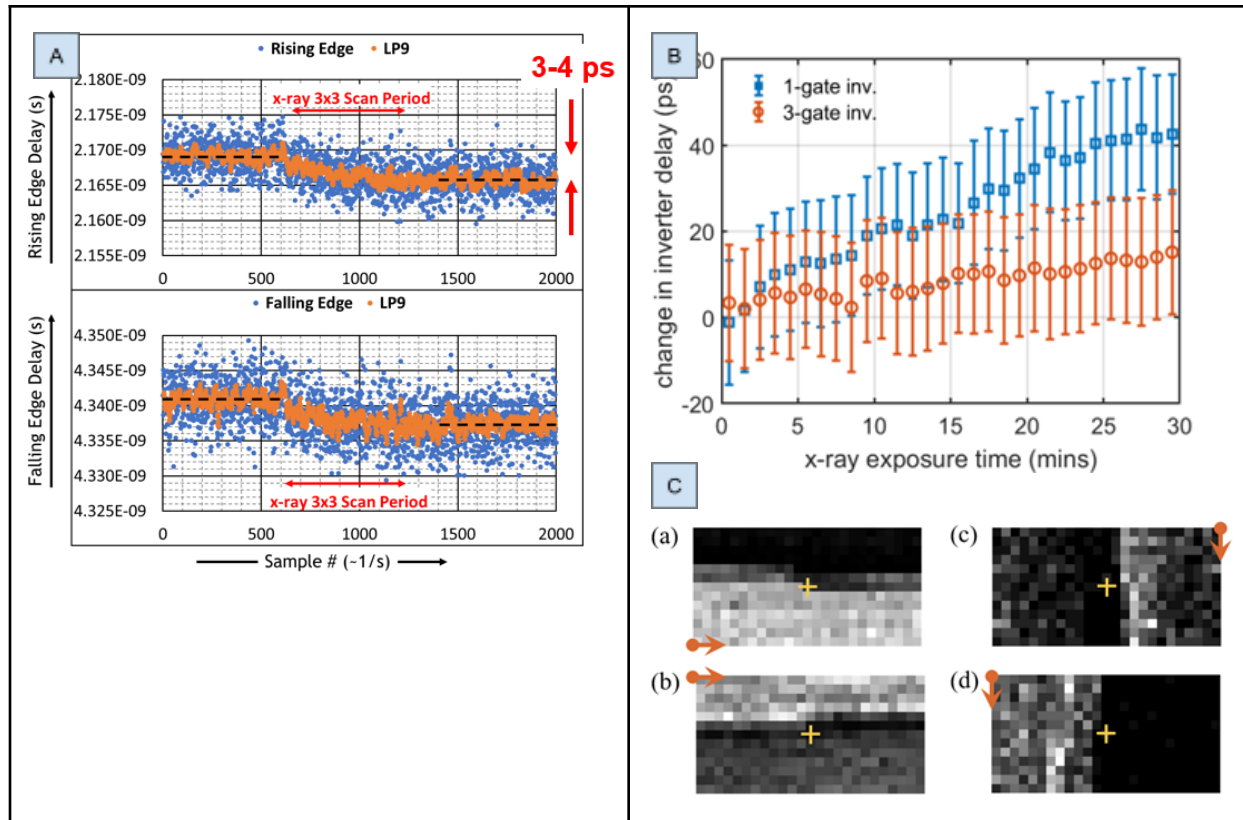 A
Rising Edge LP9
3-4 ps
2.180E-09
2.175E-09
2.170E-09
2.165E-09
2.160E-09
2.155E-09
Rising Edge Delay (s)
x-ray 3x3 Scan Period
0 500 1000 1500 2000
Falling Edge LP9
4.350E-09
4.345E-09
4.340E-09
4.335E-09
4.330E-09
4.325E-09
Falling Edge Delay (s)
x-ray 3x3 Scan Period
0 500 1000 1500 2000
Sample # (~1/s)
B
1-gate inv.
3-gate inv.
60
40
20
0
-20
change in inverter delay (ps
0 5 10 15 20 25 30
x-ray exposure time (mins)
C
(a)
(c)
(b)
(d)